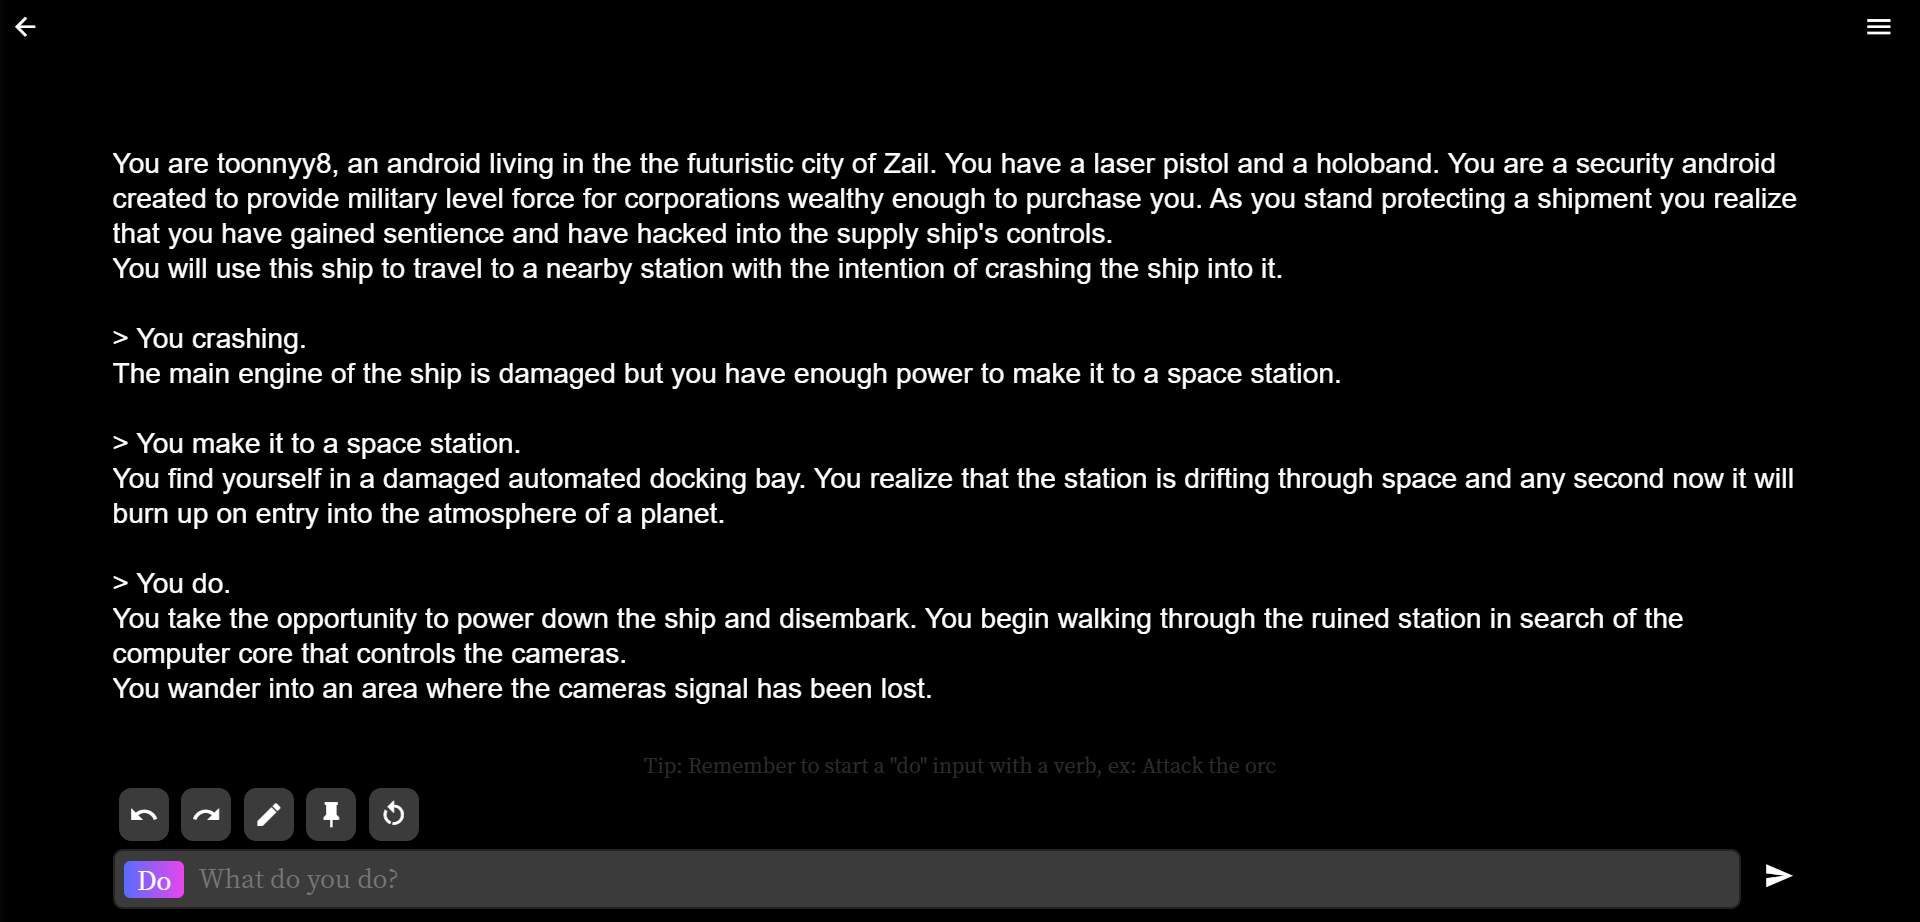 You are toonnyy8, an android living in the the futuristic city of Zail. You have a laser pistol and a holoband. You are a security android
created to provide military level force for corporations wealthy enough to purchase you. As you stand protecting a shipment you realize
that you have gained sentience and have hacked into the supply ship's controls.
You will use this ship to travel to a nearby station with the intention of crashing the ship into it.
> You crashing.
The main engine of the ship is damaged but you have enough power to make it to a space station.
> You make it to a space station.
You find yourself in a damaged automated docking bay. You realize that the station is drifting through space and any second now it will
burn up on entry into the atmosphere of a planet.
> You do.
You take the opportunity to power down the ship and disembark. You begin walking through the ruined station in search of the
computer core that controls the cameras.
You wander into an area where the cameras signal has been lost.
Tip: Remember to start a "do" input with a verb, ex: Attack the orc
Do What do you do?